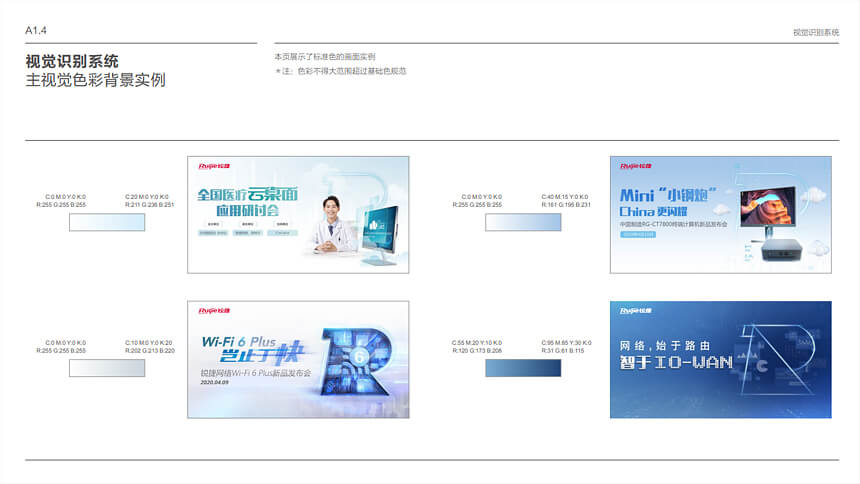 A1.4
视觉识别系统
视觉识别系统
主视觉色彩背景实例
本页展示了标准色的画面实例
＊注：色彩不得大范围超过基础色规范
C:0 M:0 Y:0 K:0
R:255 G:255 B:255
C:20 M:0 Y:0 K:0
R:211 G:236 B:251
Ruijie锐捷
全国医疗云桌面
应用研讨会
C:0 M:0 Y:0 K:0
R:255 G:255 B:255
C:40 M:15 Y:0 K:0
R:161 G:195 B:231
Ruijie锐捷
Mini“小钢炮”
China 更闪耀
中国制造RG-CT7800终端计算机新品发布会
C:0 M:0 Y:0 K:0
R:255 G:255 B:255
C:10 M:0 Y:0 K:20
R:202 G:213 B:220
Ruijie锐捷
Wi-Fi 6 Plus
岂止于快
锐捷网络Wi-Fi 6 Plus新品发布会
2020.04.09
6
C:55 M:20 Y:10 K:0
R:120 G:173 B:208
C:95 M:85 Y:30 K:0
R:31 G:61 B:115
Ruijie锐捷
网络,始于路由
智于IO-WAN